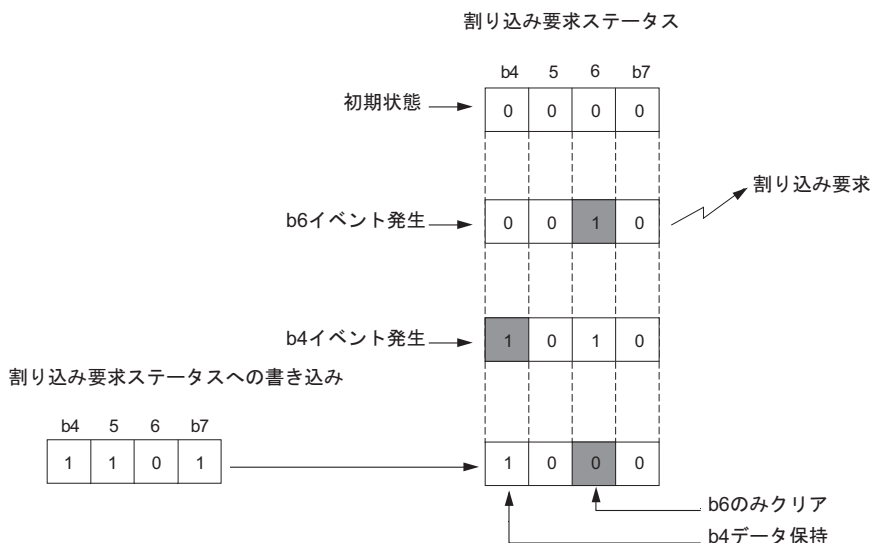 割り込み要求ステータス
b4 5 6 b7
初期状態 0 0 0 0
割り込み要求
b6イベント発生 0 0 1 0
b4イベント発生 1 0 1 0
割り込み要求ステータスへの書き込み
b4 5 6 b7
1 1 0 1 1 0 0 0
b6のみクリア
b4データ保持